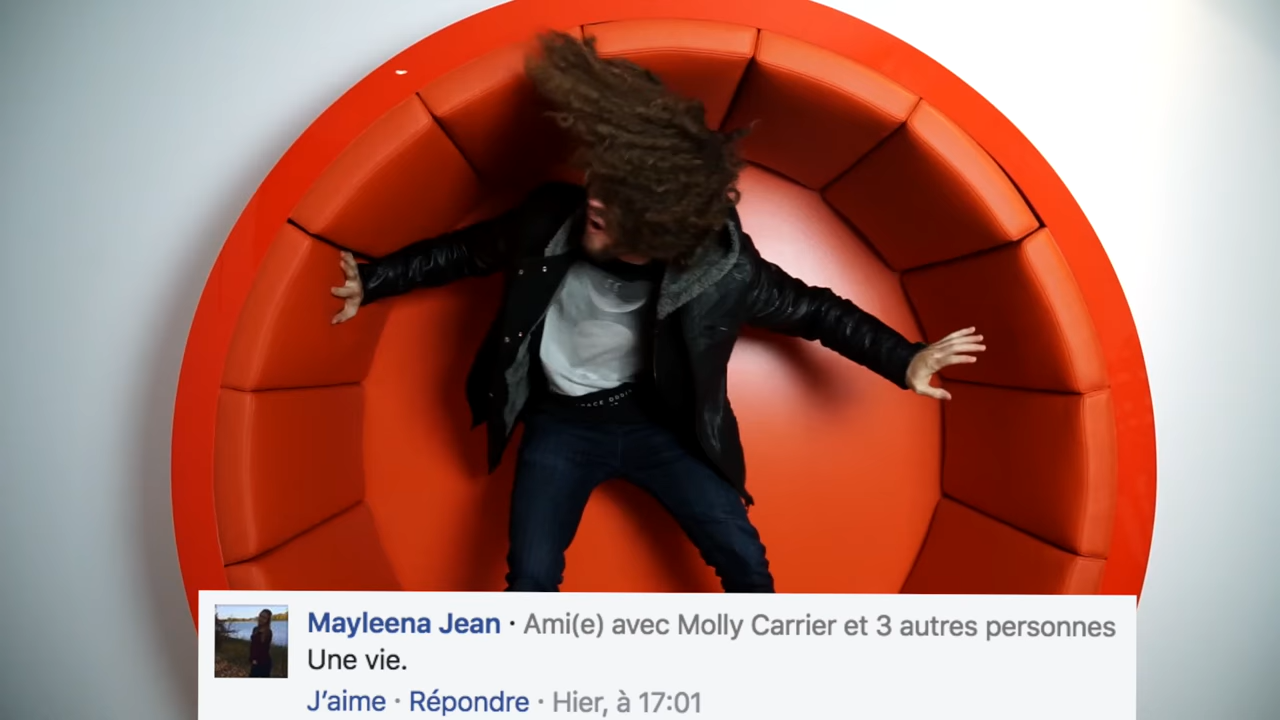 Mayleena Jean · Ami(e) avec Molly Carrier et 3 autres personnes
Une vie.
J'aime · Répondre · Hier, à 17:01